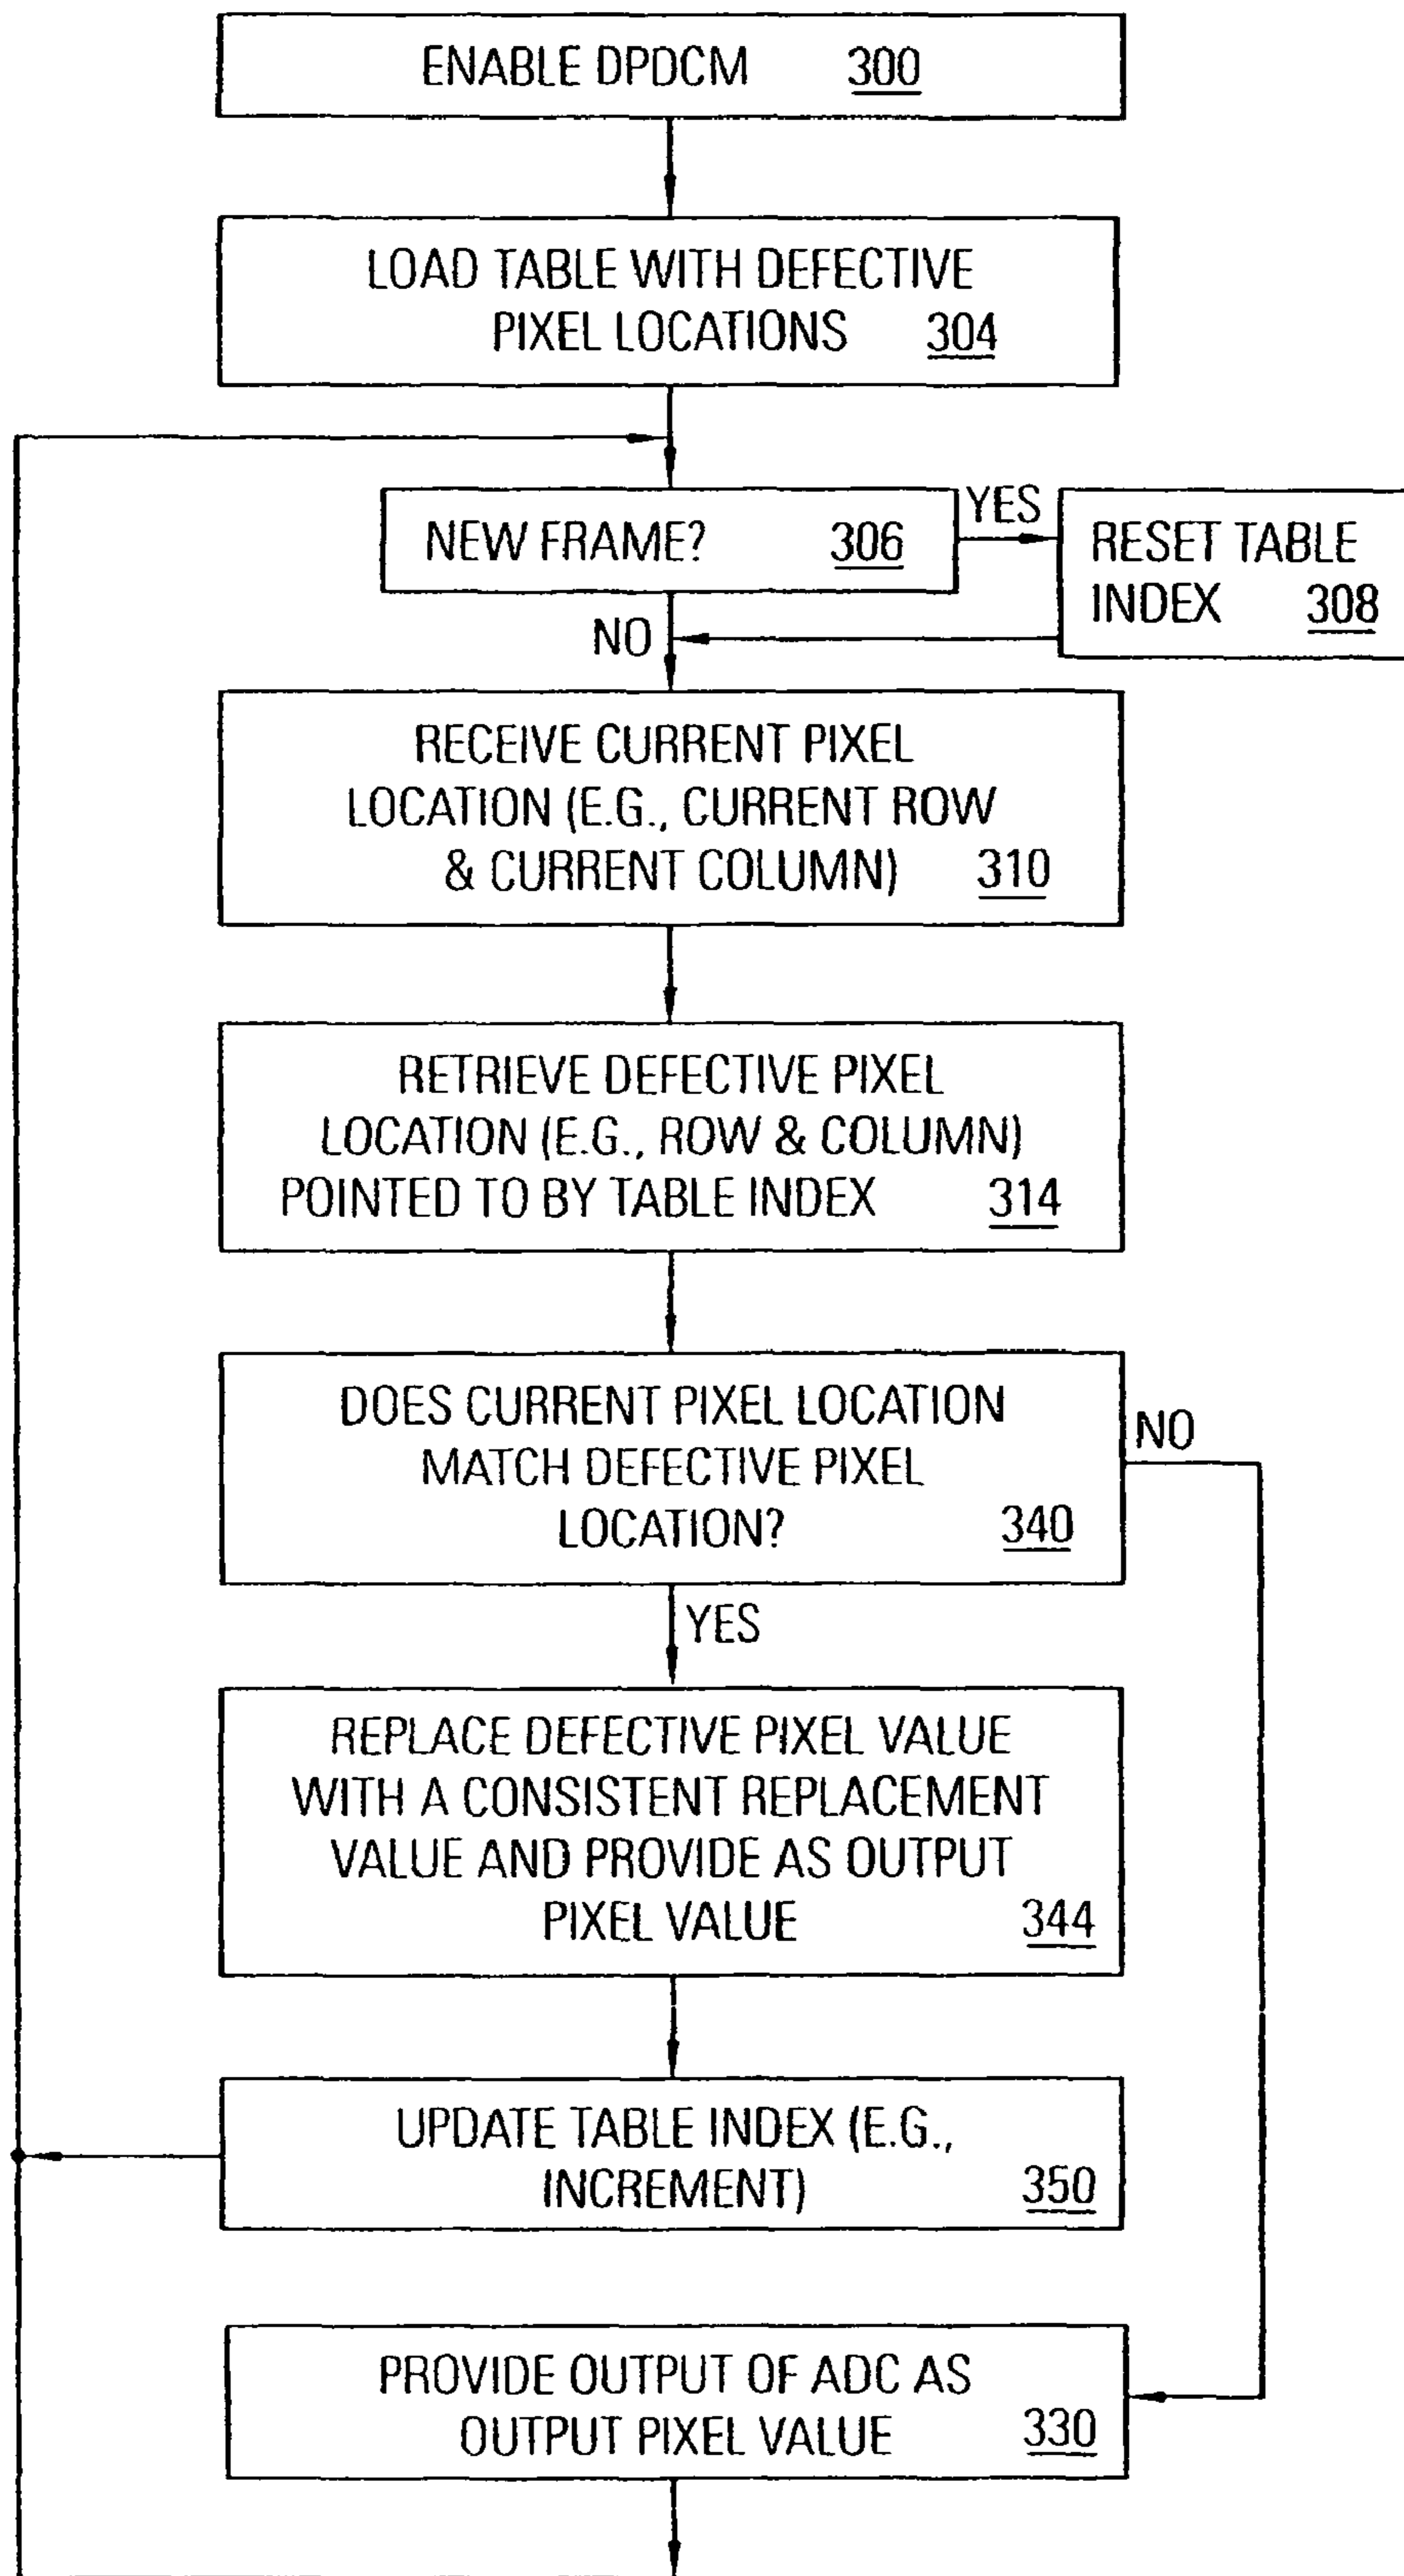 ENABLE DPDCM 300
LOAD TABLE WITH DEFECTIVE
PIXEL LOCATIONS 304
NEW FRAME? 306
YES
RESET TABLE
INDEX 308
NO
RECEIVE CURRENT PIXEL
LOCATION (E.G., CURRENT ROW
& CURRENT COLUMN) 310
RETRIEVE DEFECTIVE PIXEL
LOCATION (E.G., ROW & COLUMN)
POINTED TO BY TABLE INDEX 314
DOES CURRENT PIXEL LOCATION
MATCH DEFECTIVE PIXEL
LOCATION? 340
NO
YES
REPLACE DEFECTIVE PIXEL VALUE
WITH A CONSISTENT REPLACEMENT
VALUE AND PROVIDE AS OUTPUT
PIXEL VALUE 344
UPDATE TABLE INDEX (E.G.,
INCREMENT) 350
PROVIDE OUTPUT OF ADC AS
OUTPUT PIXEL VALUE 330